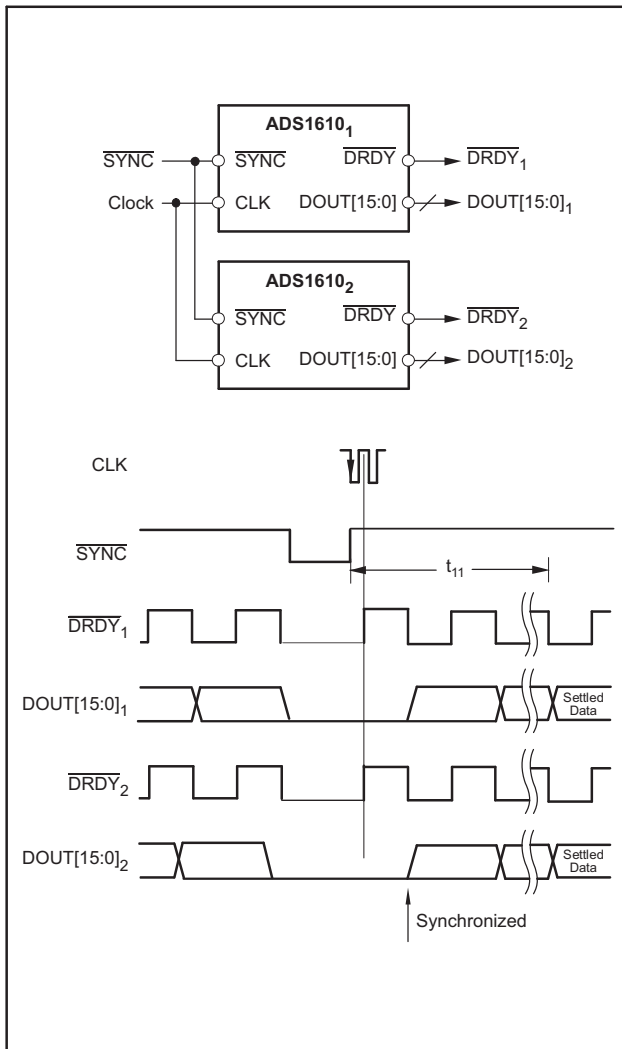 ADS1610₁
SYNC SYNC DRDY DRDY₁
Clock CLK DOUT[15:0] DOUT[15:0]₁
ADS1610₂
SYNC DRDY DRDY₂
CLK DOUT[15:0] DOUT[15:0]₂
CLK
SYNC
t₁₁
DRDY₁
DOUT[15:0]₁ Settled
Data
DRDY₂
DOUT[15:0]₂ Settled
Data
Synchronized